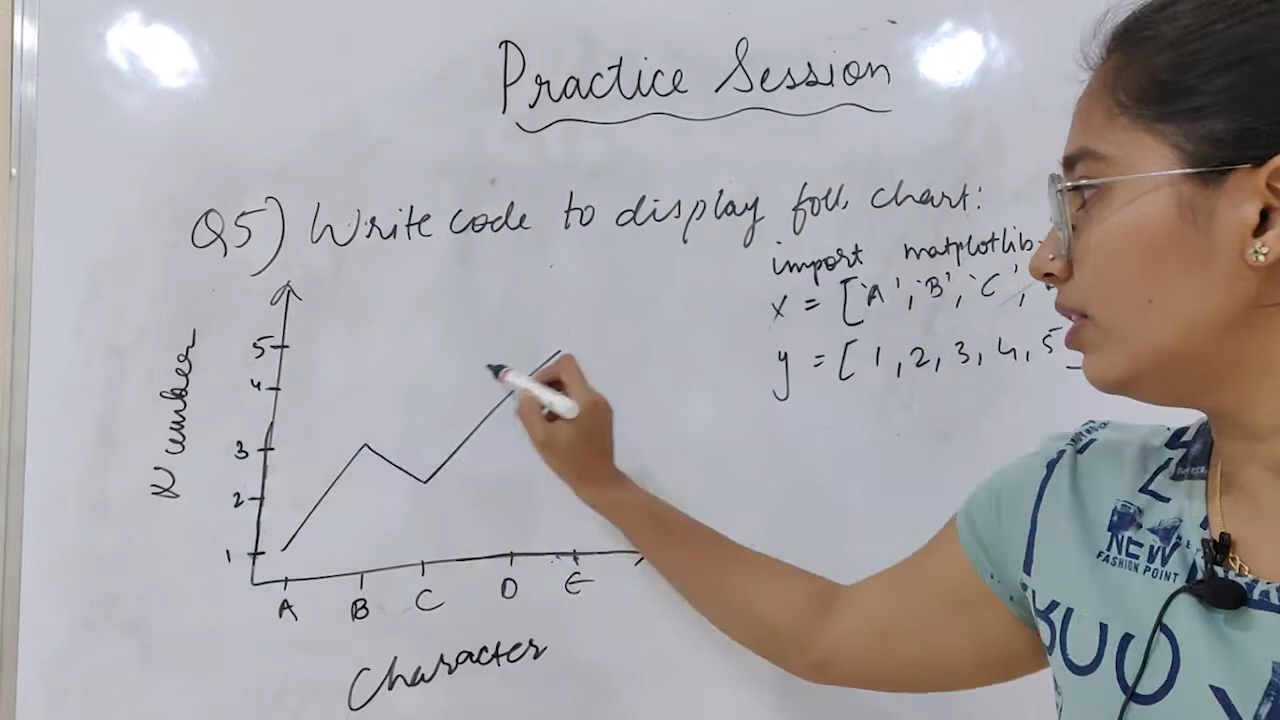 Practice Session
Q5) Write code to display foll. chart:
import matplotlib.
x = ['A', 'B', 'C',
y = [1, 2, 3, 4, 5]
Number
5
4
3
2
1
A B C D E
Character
NEW
FASHION POINT